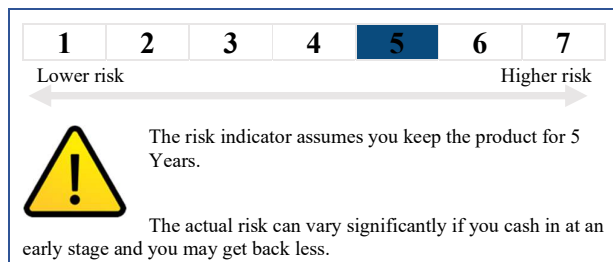 1 2 3 4 5 6 7
Lower risk Higher risk
The risk indicator assumes you keep the product for 5
Years.
The actual risk can vary significantly if you cash in at an
early stage and you may get back less.